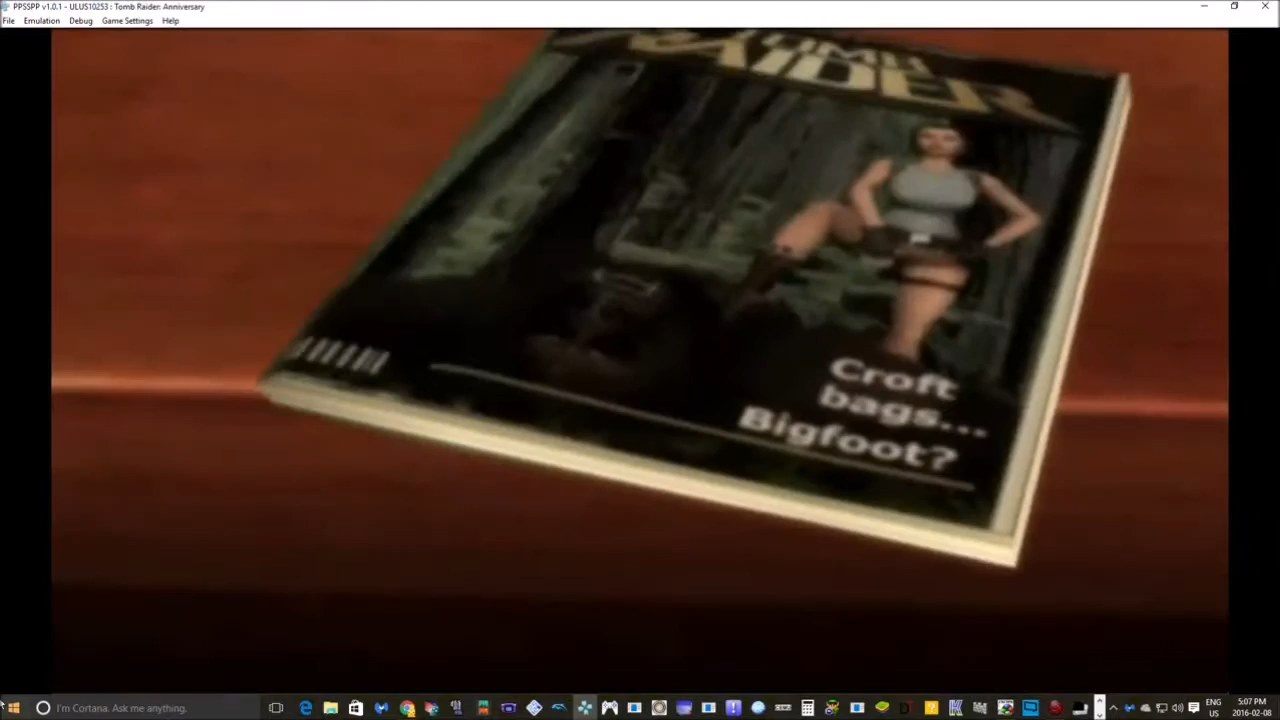 PPSSPP v1.0.1 - ULUS10253 : Tomb Raider: Anniversary
File Emulation Debug Game Settings Help
TOMB
RAIDER
Croft
bags...
Bigfoot?
I'm Cortana. Ask me anything.
ENG
US
5:07 PM
2016-02-08